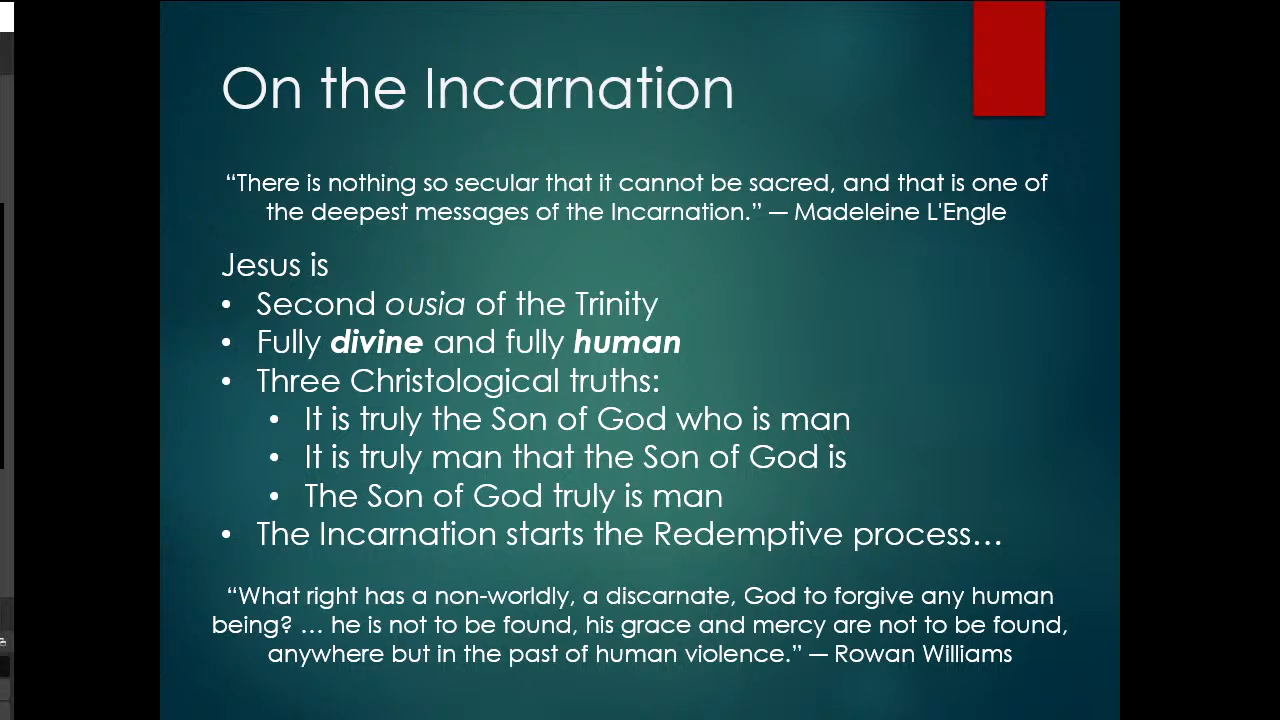 On the Incarnation
“There is nothing so secular that it cannot be sacred, and that is one of
the deepest messages of the Incarnation.” — Madeleine L'Engle
Jesus is
• Second ousia of the Trinity
• Fully divine and fully human
• Three Christological truths:
• It is truly the Son of God who is man
• It is truly man that the Son of God is
• The Son of God truly is man
• The Incarnation starts the Redemptive process…
“What right has a non-worldly, a discarnate, God to forgive any human
being? … he is not to be found, his grace and mercy are not to be found,
anywhere but in the past of human violence.” — Rowan Williams